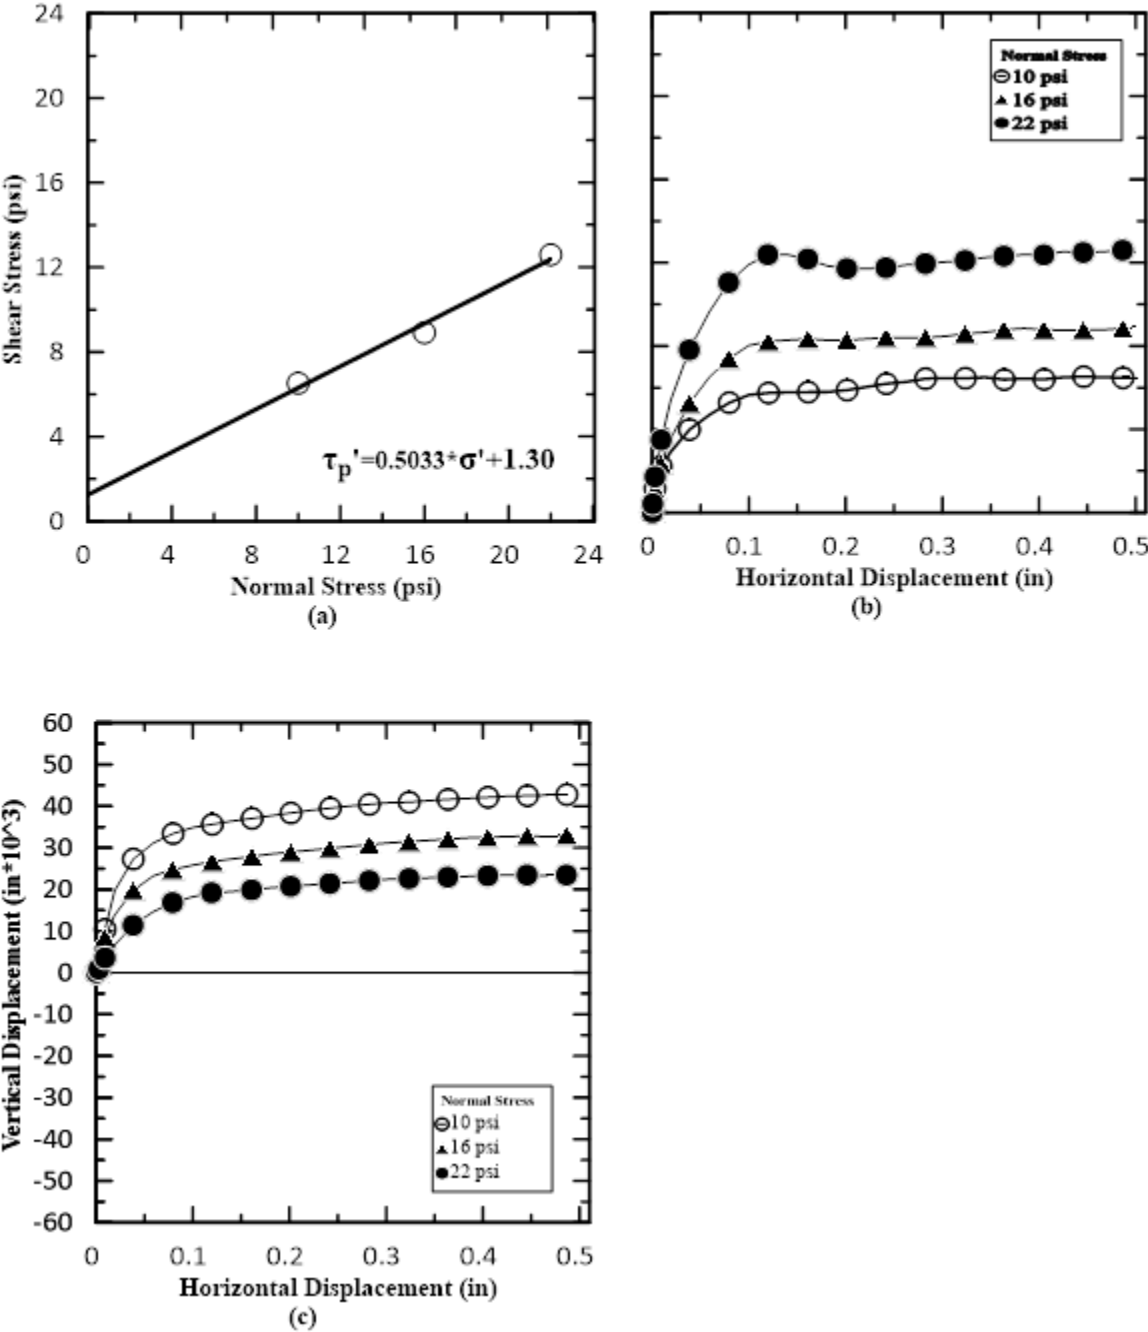 24
20
16
12
8
4
0
Shear Stress (psi)
τp'=0.5033*σ'+1.30
0 4 8 12 16 20 24
Normal Stress (psi)
(a)
Normal Stress
10 psi
16 psi
22 psi
0 0.1 0.2 0.3 0.4 0.5
Horizontal Displacement (in)
(b)
60
50
40
30
20
10
0
-10
-20
-30
-40
-50
-60
Vertical Displacement (in*10^3)
Normal Stress
10 psi
16 psi
22 psi
0 0.1 0.2 0.3 0.4 0.5
Horizontal Displacement (in)
(c)